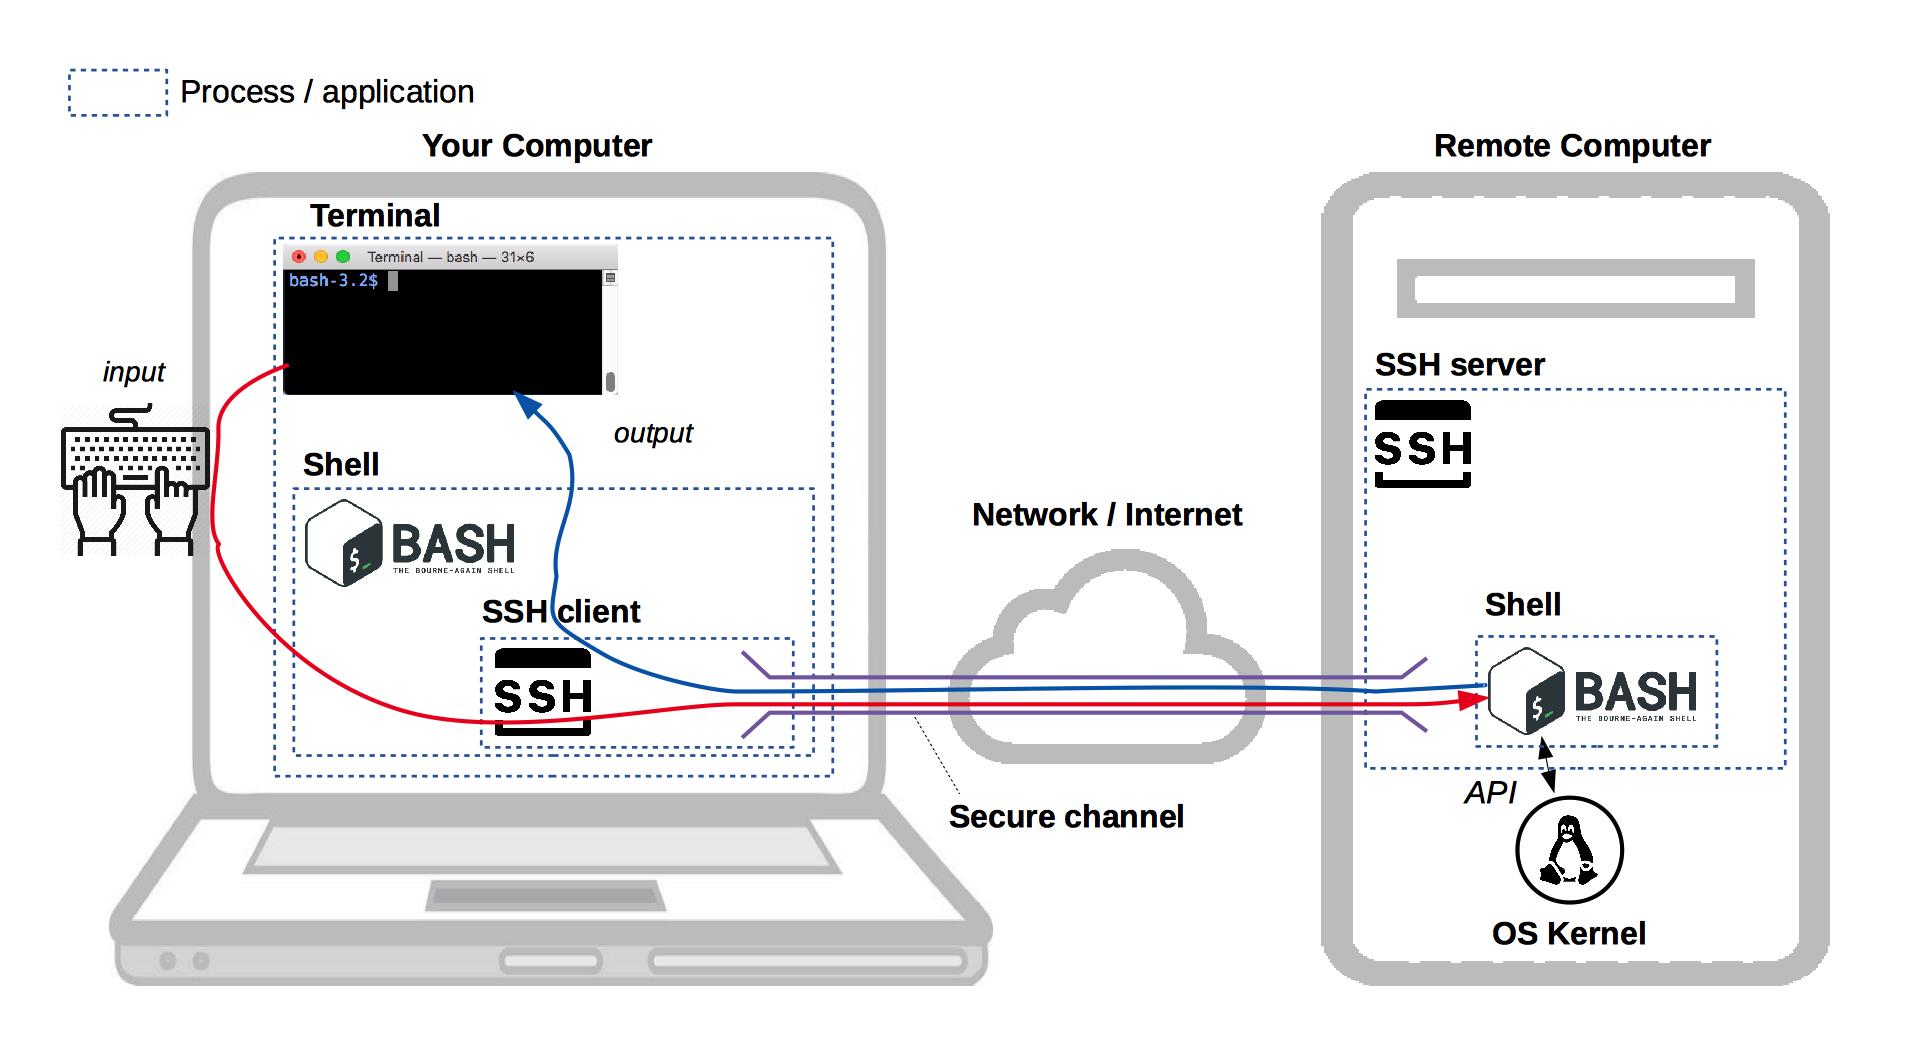 Process / application
Your Computer
Remote Computer
Terminal
Terminal — bash — 31×6
bash-3.2$
input
SSH server
SSH
output
Shell
BASH
THE BOURNE-AGAIN SHELL
$_
Network / Internet
SSH client
SSH
Shell
BASH
THE BOURNE-AGAIN SHELL
$_
API
Secure channel
OS Kernel